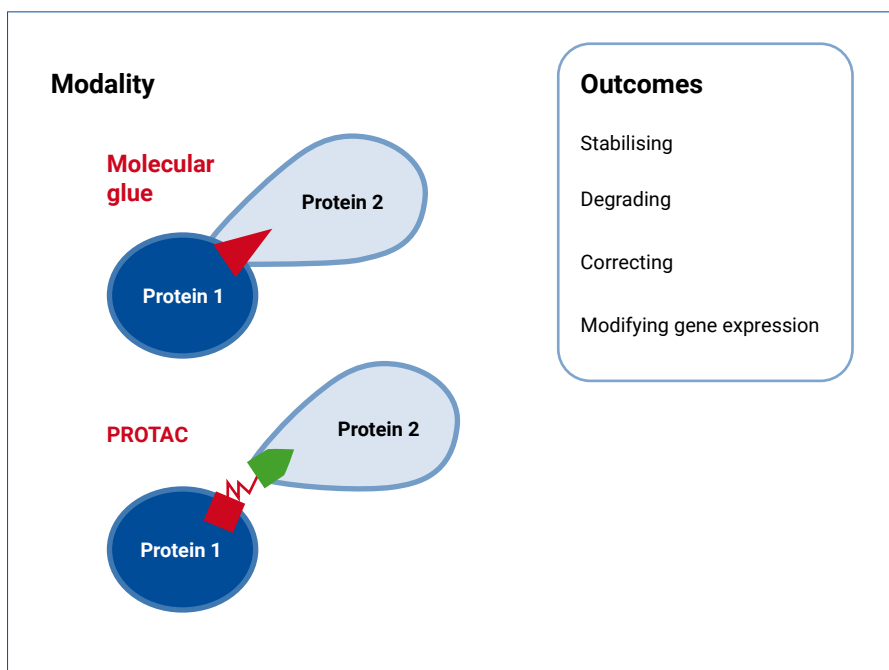 Modality
Molecular
glue
Protein 2
Protein 1
PROTAC
Protein 2
Protein 1
Outcomes
Stabilising
Degrading
Correcting
Modifying gene expression